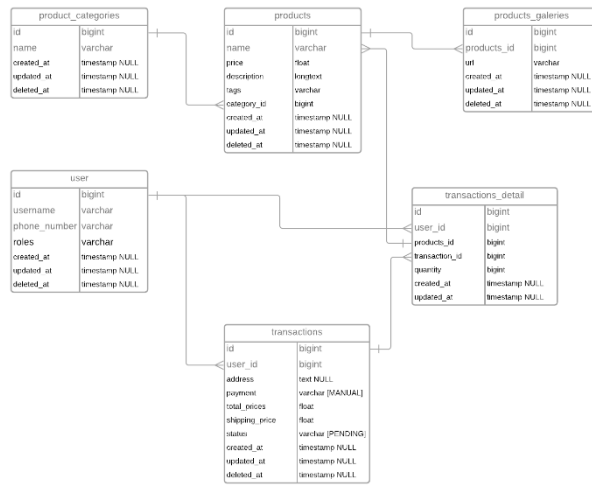 product_categories
id bigint
name varchar
created_at timestamp NULL
updated_at timestamp NULL
deleted_at timestamp NULL
products
id bigint
name varchar
price float
description longtext
tags varchar
category_id bigint
created_at timestamp NULL
updated_at timestamp NULL
deleted_at timestamp NULL
products_galeries
id bigint
products_id bigint
url varchar
created_at timestamp NULL
updated_at timestamp NULL
deleted_at timestamp NULL
user
id bigint
username varchar
phone_number varchar
roles varchar
created_at timestamp NULL
updated_at timestamp NULL
deleted_at timestamp NULL
transactions_detail
id bigint
user_id bigint
products_id bigint
transaction_id bigint
quantity bigint
created_at timestamp NULL
updated_at timestamp NULL
transactions
id bigint
user_id bigint
address text NULL
payment varchar [MANUAL]
total_prices float
shipping_price float
status varchar [PENDING]
created_at timestamp NULL
updated_at timestamp NULL
deleted_at timestamp NULL